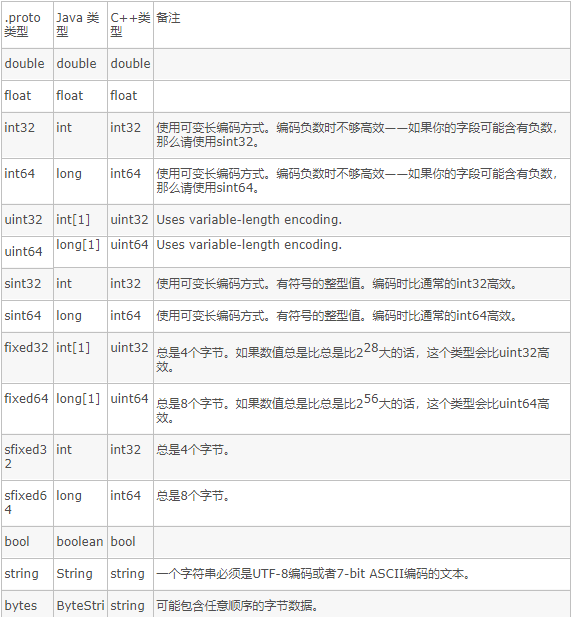 .proto 类型 Java 类型 C++类型 备注
double double double
float float float
int32 int int32 使用可变长编码方式。编码负数时不够高效——如果你的字段可能含有负数，
那么请使用sint32。
int64 long int64 使用可变长编码方式。编码负数时不够高效——如果你的字段可能含有负数，
那么请使用sint64。
uint32 int[1] uint32 Uses variable-length encoding.
uint64 long[1] uint64 Uses variable-length encoding.
sint32 int int32 使用可变长编码方式。有符号的整型值。编码时比通常的int32高效。
sint64 long int64 使用可变长编码方式。有符号的整型值。编码时比通常的int64高效。
fixed32 int[1] uint32 总是4个字节。如果数值总是比总是比2^28大的话，这个类型会比uint32高
效。
fixed64 long[1] uint64 总是8个字节。如果数值总是比总是比2^56大的话，这个类型会比uint64高
效。
sfixed32 int int32 总是4个字节。
sfixed64 long int64 总是8个字节。
bool boolean bool
string String string 一个字符串必须是UTF-8编码或者7-bit ASCII编码的文本。
bytes ByteStri string 可能包含任意顺序的字节数据。